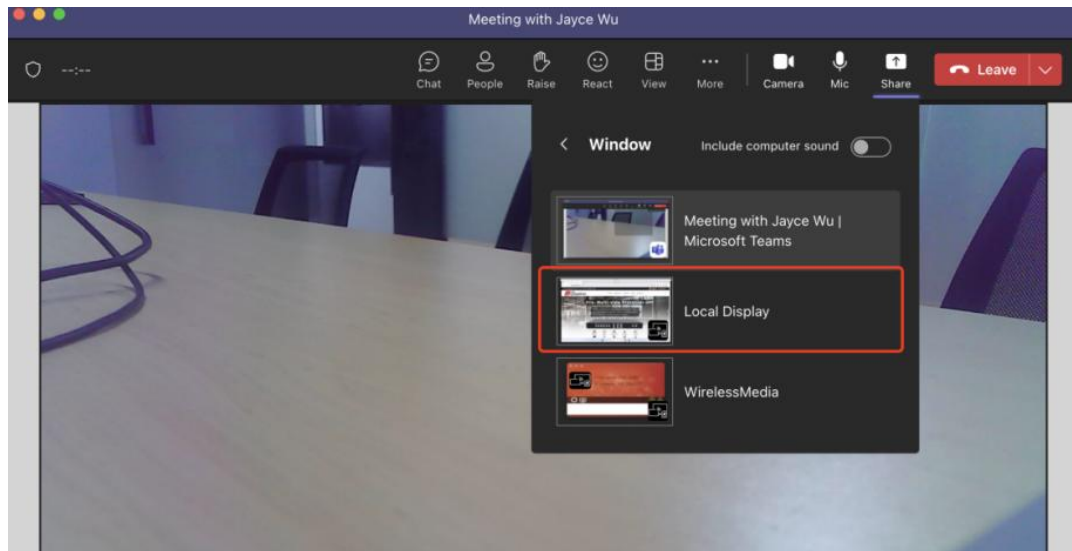 Meeting with Jayce Wu
--:--
Chat
People
Raise
React
View
More
Camera
Mic
Share
Leave
Window
Include computer sound
Meeting with Jayce Wu |
Microsoft Teams
Local Display
WirelessMedia